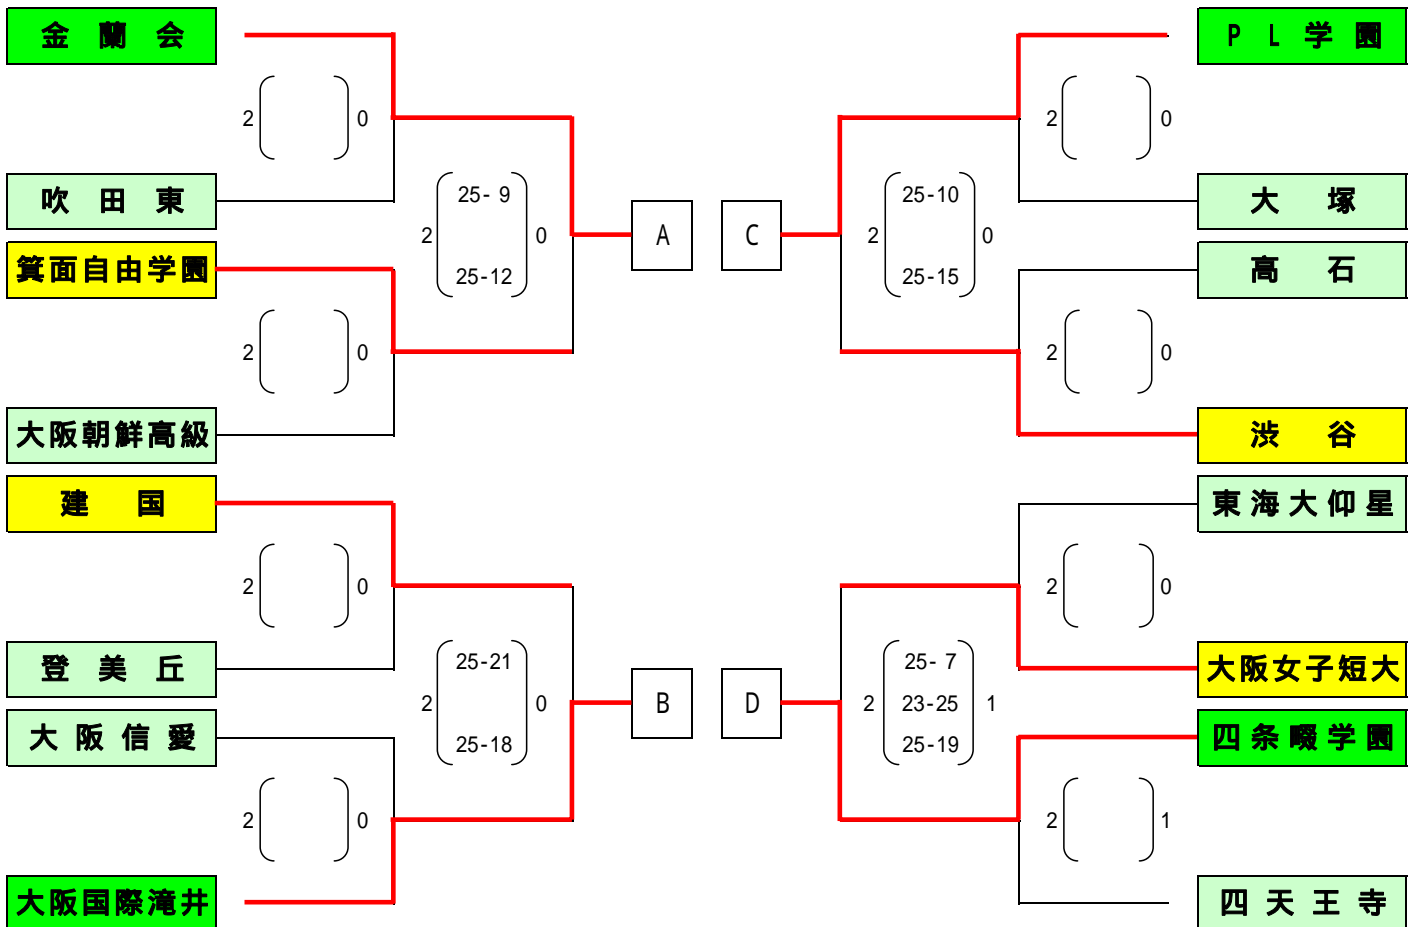 金蘭会
2 0
吹田東
25- 9
2 0
25-12
A
箕面自由学園
2 0
大阪朝鮮高級
建国
2 0
登美丘
25-21
2 0
25-18
B
大阪信愛
2 0
大阪国際滝井
PL学園
2 0
大塚
25-10
C
2 0
25-15
高石
2 0
渋谷
東海大仰星
2 0
大阪女子短大
25- 7
D
2 23-25 1
25-19
四条畷学園
2 1
四天王寺